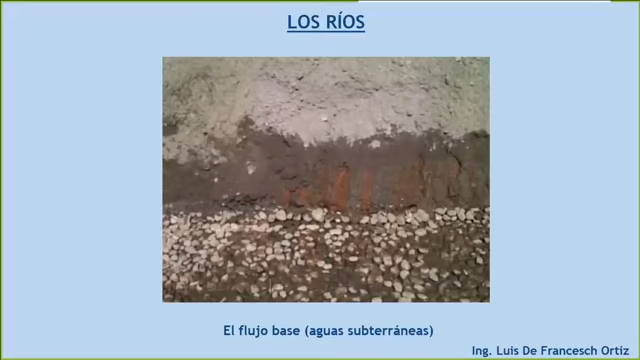 LOS RÍOS
El flujo base (aguas subterráneas)
Ing. Luis De Francesch Ortiz